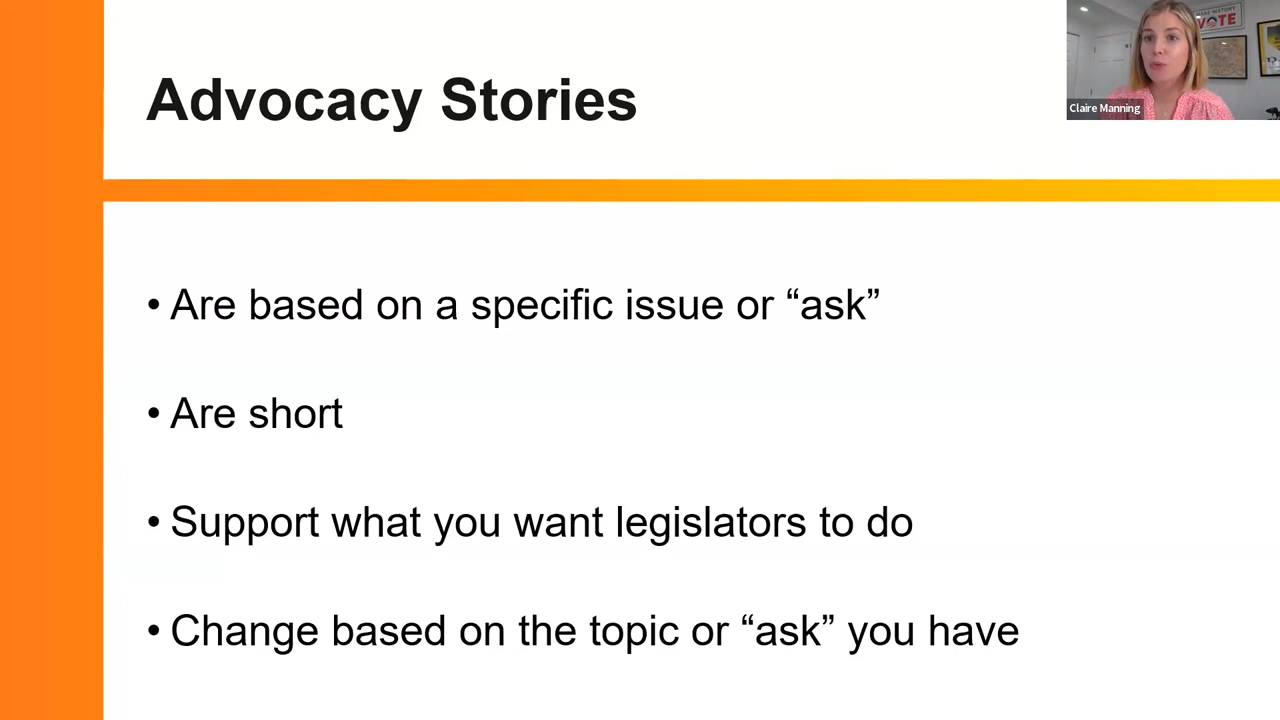 Advocacy Stories
VOTE
Claire Manning
• Are based on a specific issue or “ask”
• Are short
• Support what you want legislators to do
• Change based on the topic or “ask” you have